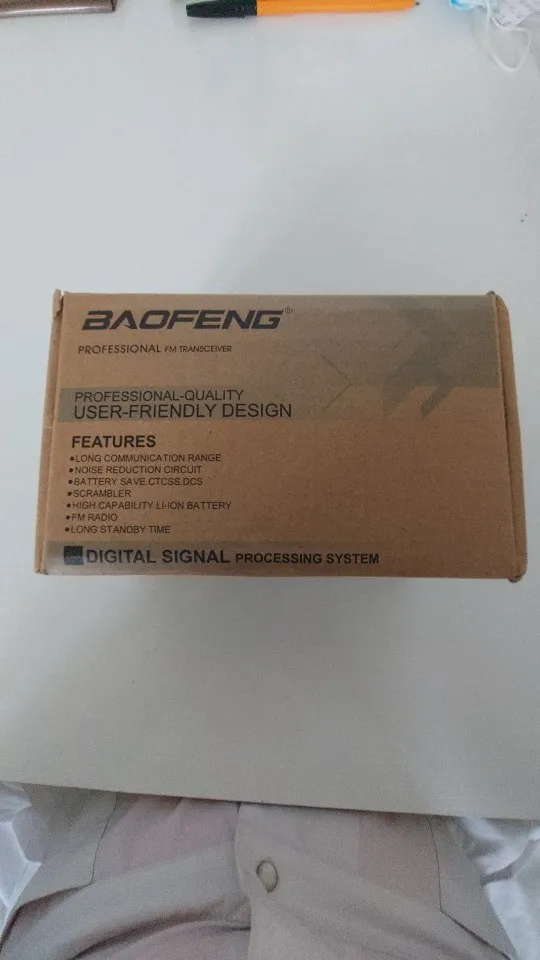 BAOFENG®
PROFESSIONAL FM TRANSCEIVER
PROFESSIONAL-QUALITY
USER-FRIENDLY DESIGN
FEATURES
•LONG COMMUNICATION RANGE
•NOISE REDUCTION CIRCUIT
•BATTERY SAVE,CTCSS,DCS
•SCRAMBLER
•HIGH CAPABILITY LI-ION BATTERY
•FM RADIO
•LONG STANDBY TIME
DIGITAL SIGNAL PROCESSING SYSTEM